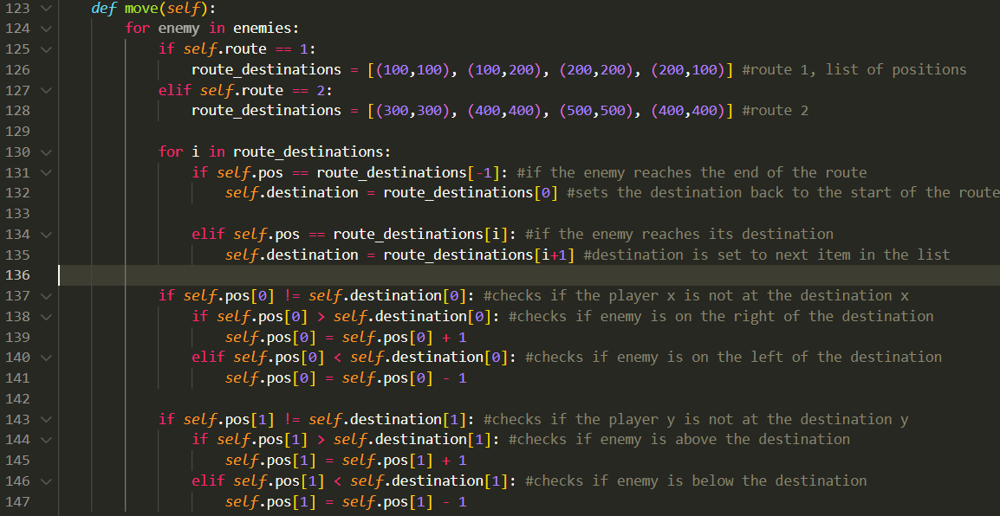 123 def move(self):
124 for enemy in enemies:
125 if self.route == 1:
126 route_destinations = [(100,100), (100,200), (200,200), (200,100)] #route 1, list of positions
127 elif self.route == 2:
128 route_destinations = [(300,300), (400,400), (500,500), (400,400)] #route 2
129
130 for i in route_destinations:
131 if self.pos == route_destinations[-1]: #if the enemy reaches the end of the route
132 self.destination = route_destinations[0] #sets the destination back to the start of the route
133
134 elif self.pos == route_destinations[i]: #if the enemy reaches its destination
135 self.destination = route_destinations[i+1] #destination is set to next item in the list
136
137 if self.pos[0] != self.destination[0]: #checks if the player x is not at the destination x
138 if self.pos[0] > self.destination[0]: #checks if enemy is on the right of the destination
139 self.pos[0] = self.pos[0] + 1
140 elif self.pos[0] < self.destination[0]: #checks if enemy is on the left of the destination
141 self.pos[0] = self.pos[0] - 1
142
143 if self.pos[1] != self.destination[1]: #checks if the player y is not at the destination y
144 if self.pos[1] > self.destination[1]: #checks if enemy is above the destination
145 self.pos[1] = self.pos[1] + 1
146 elif self.pos[1] < self.destination[1]: #checks if enemy is below the destination
147 self.pos[1] = self.pos[1] - 1